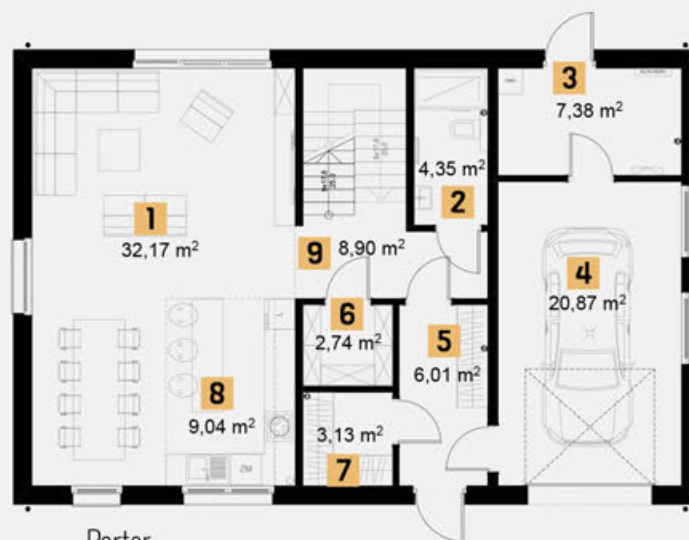 3
7,38 m²
4,35 m²
2
1
32,17 m²
9
8,90 m²
4
20,87 m²
6
2,74 m²
5
6,01 m²
8
9,04 m²
3,13 m²
7
ZM
Parter